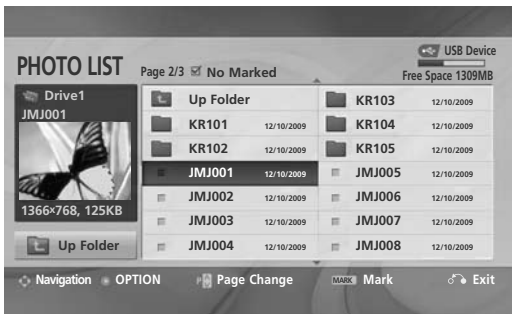 USB Device
PHOTO LIST
Page 2/3 No Marked
Free Space 1309MB
Drive1
JMJ001
1366×768, 125KB
Up Folder
Up Folder
KR101 12/10/2009
KR102 12/10/2009
JMJ001 12/10/2009
JMJ002 12/10/2009
JMJ003 12/10/2009
JMJ004 12/10/2009
KR103 12/10/2009
KR104 12/10/2009
KR105 12/10/2009
JMJ005 12/10/2009
JMJ006 12/10/2009
JMJ007 12/10/2009
JMJ008 12/10/2009
Navigation OPTION P Page Change MARK Mark Exit